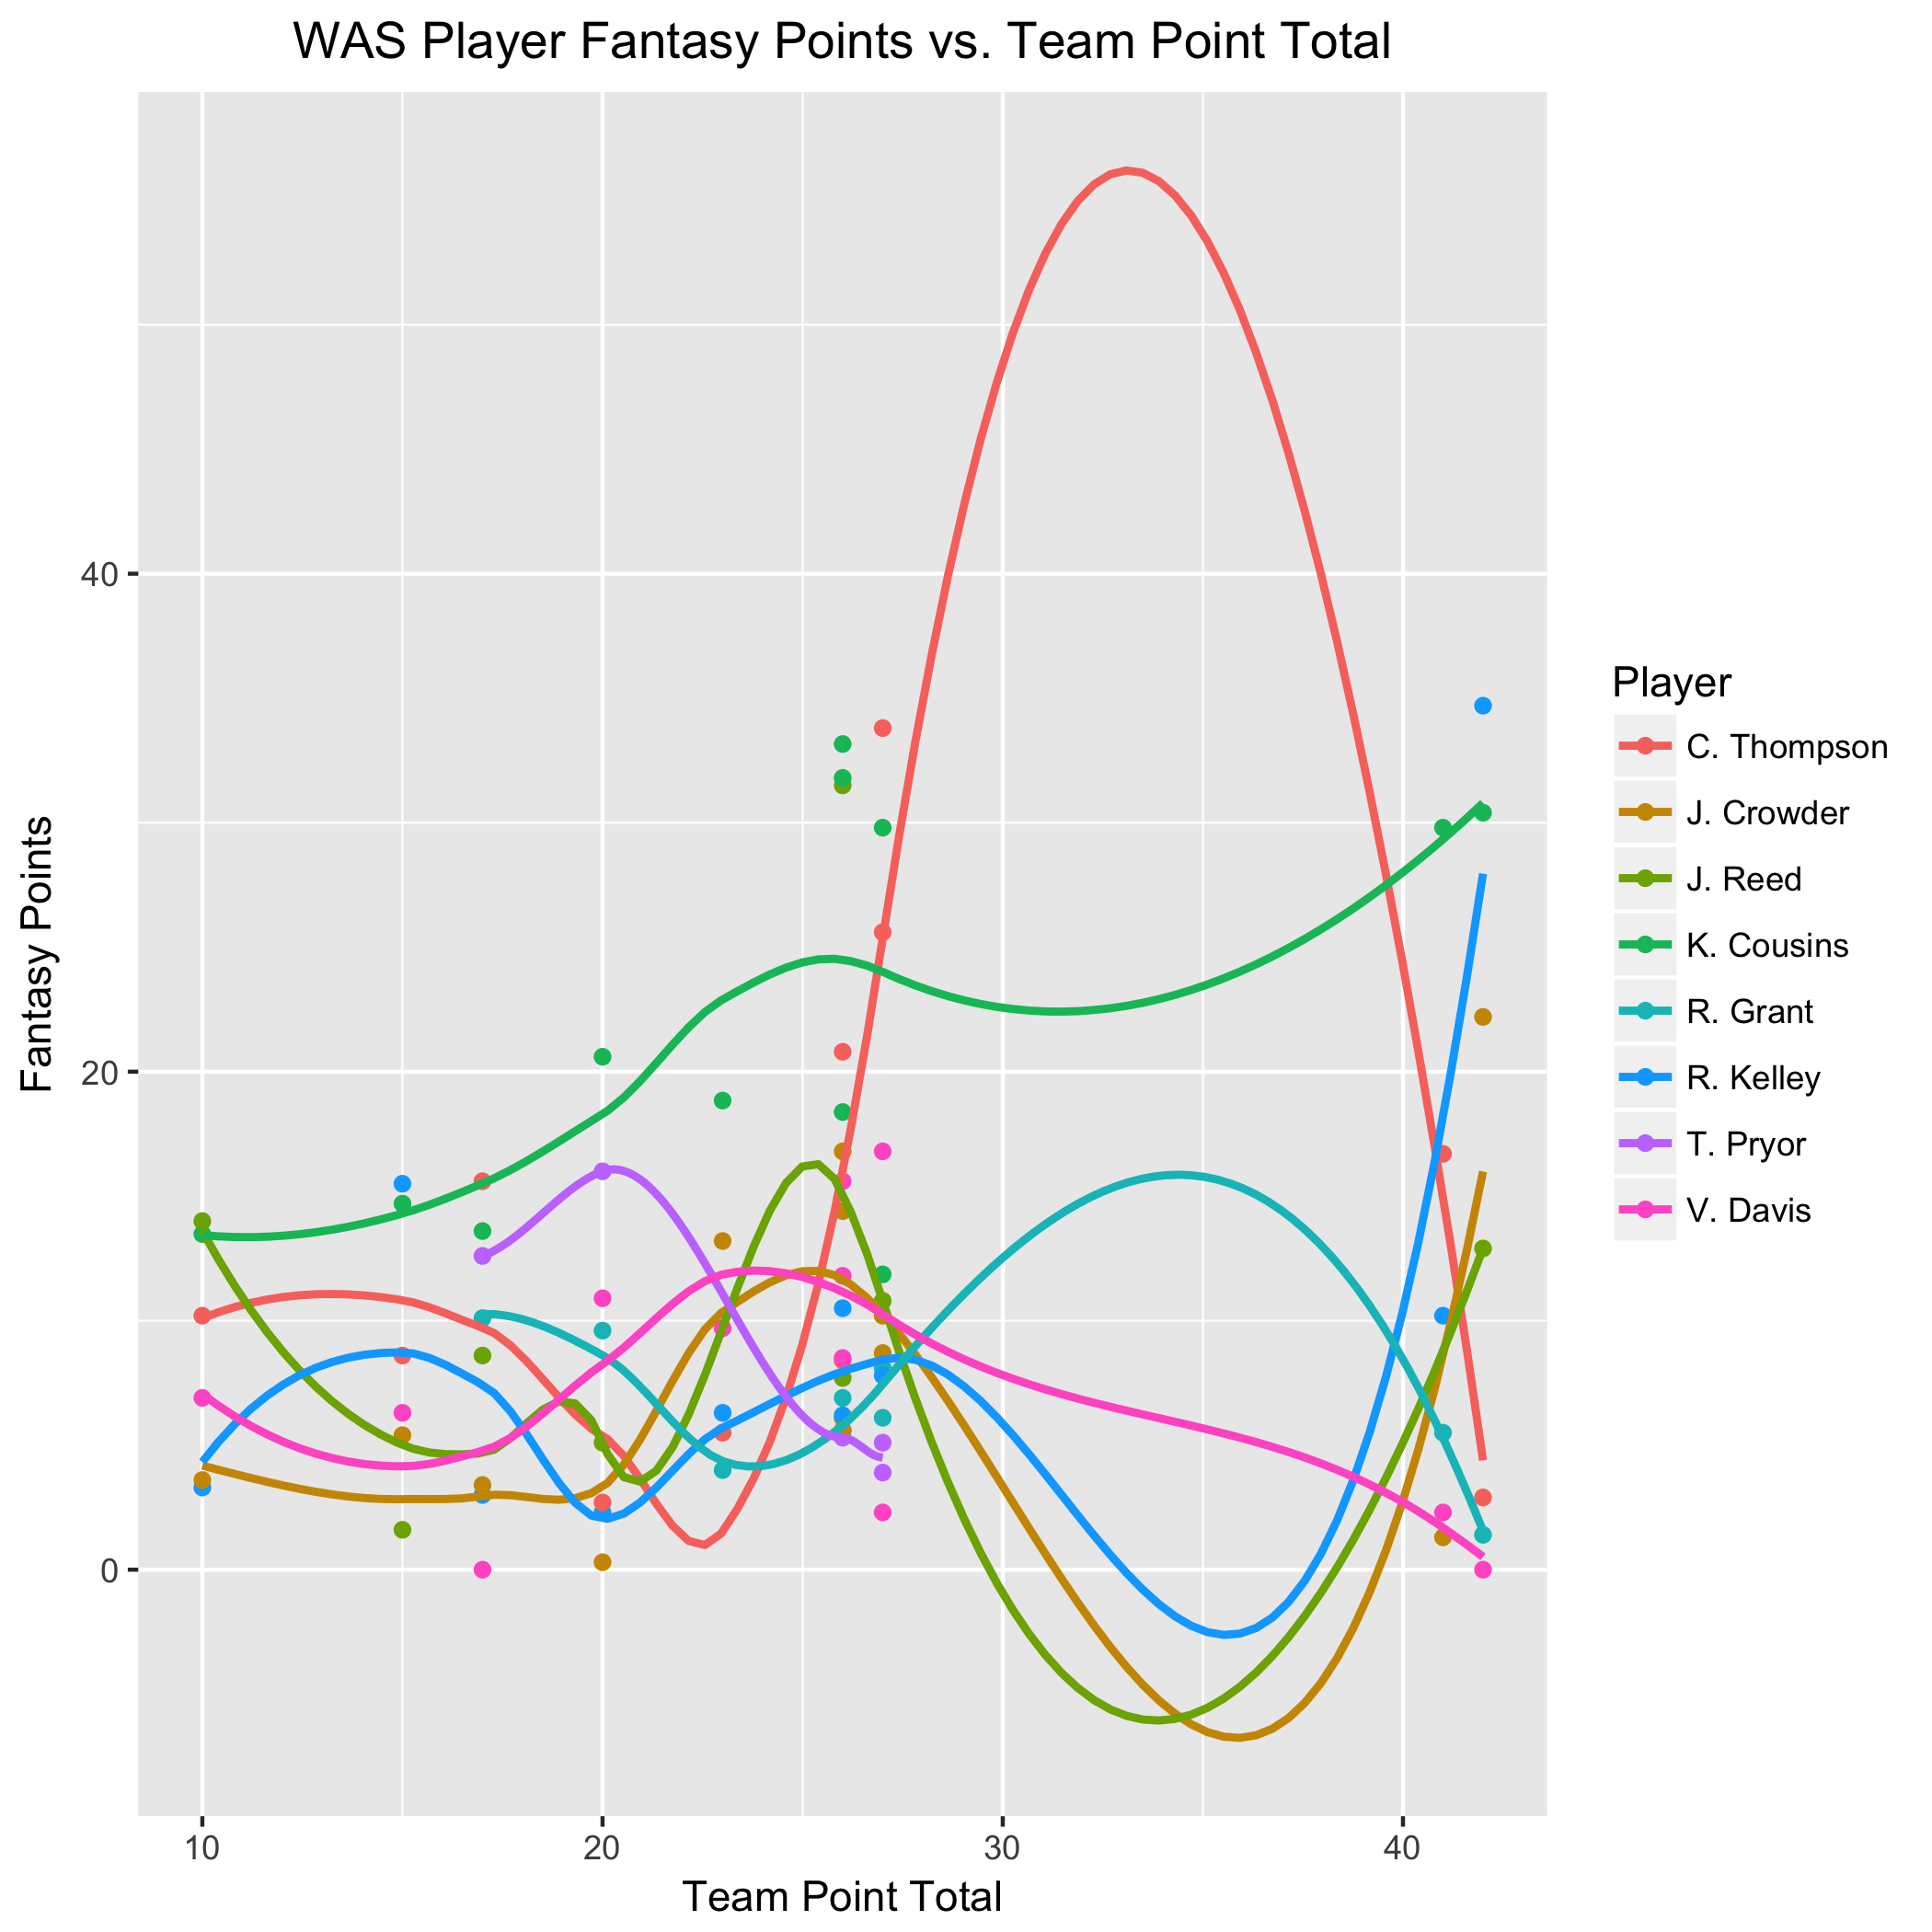 WAS Player Fantasy Points vs. Team Point Total
Fantasy Points
40
20
0
10 20 30 40
Team Point Total
Player
C. Thompson
J. Crowder
J. Reed
K. Cousins
R. Grant
R. Kelley
T. Pryor
V. Davis